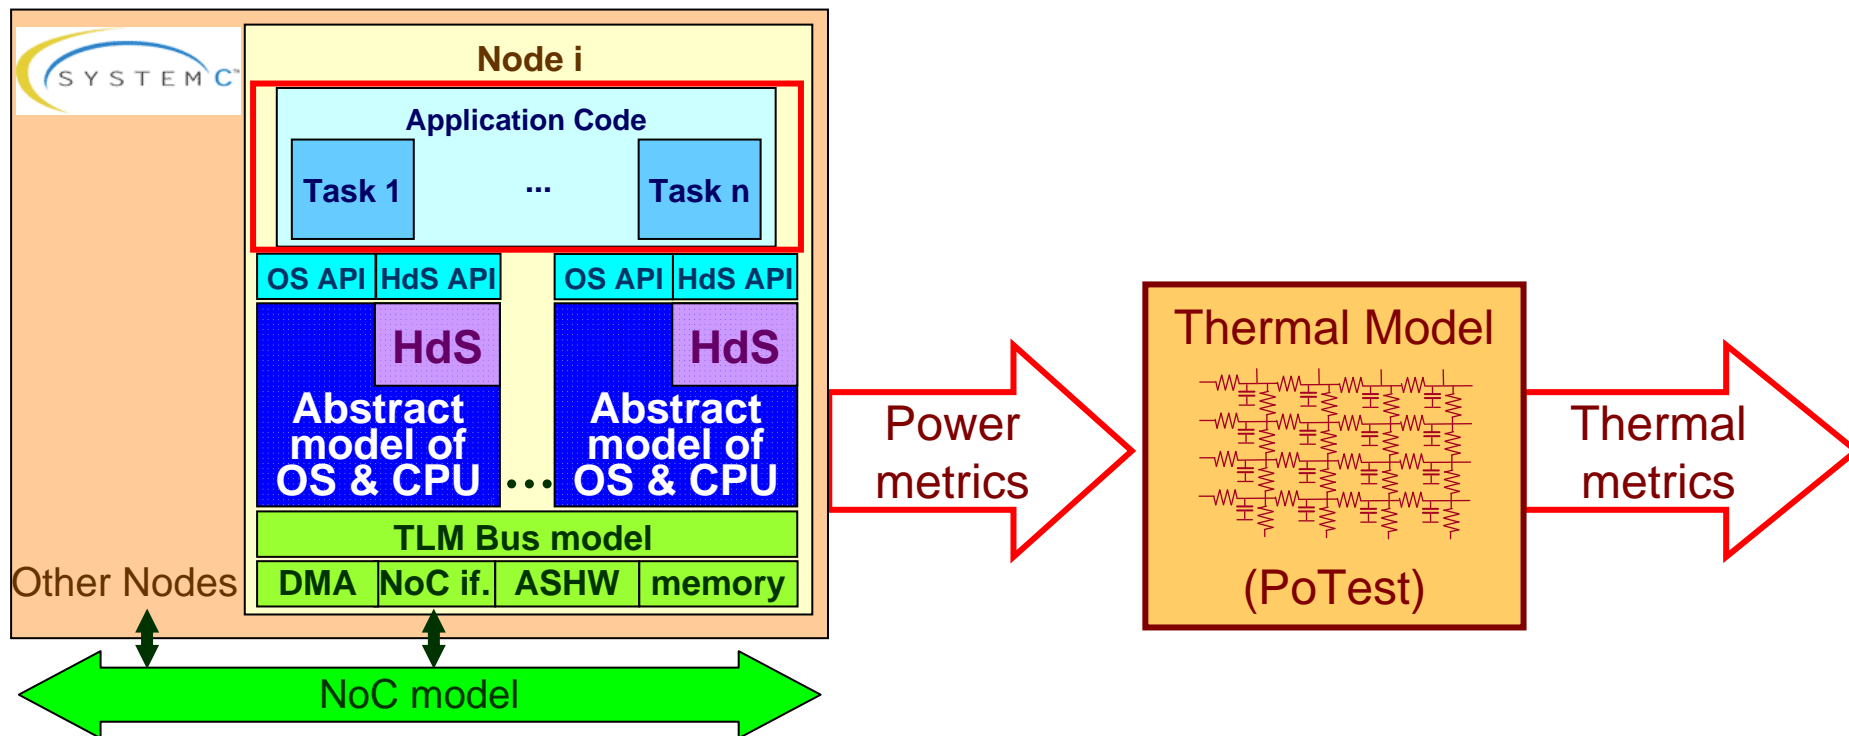 SYSTEMC™
Node i
Application Code
Task 1 ... Task n
OS API HdS API OS API HdS API
HdS HdS
Abstract
model of
OS & CPU
...
Abstract
model of
OS & CPU
TLM Bus model
DMA NoC if. ASHW memory
Other Nodes
NoC model
Power
metrics
Thermal Model
(PoTest)
Thermal
metrics